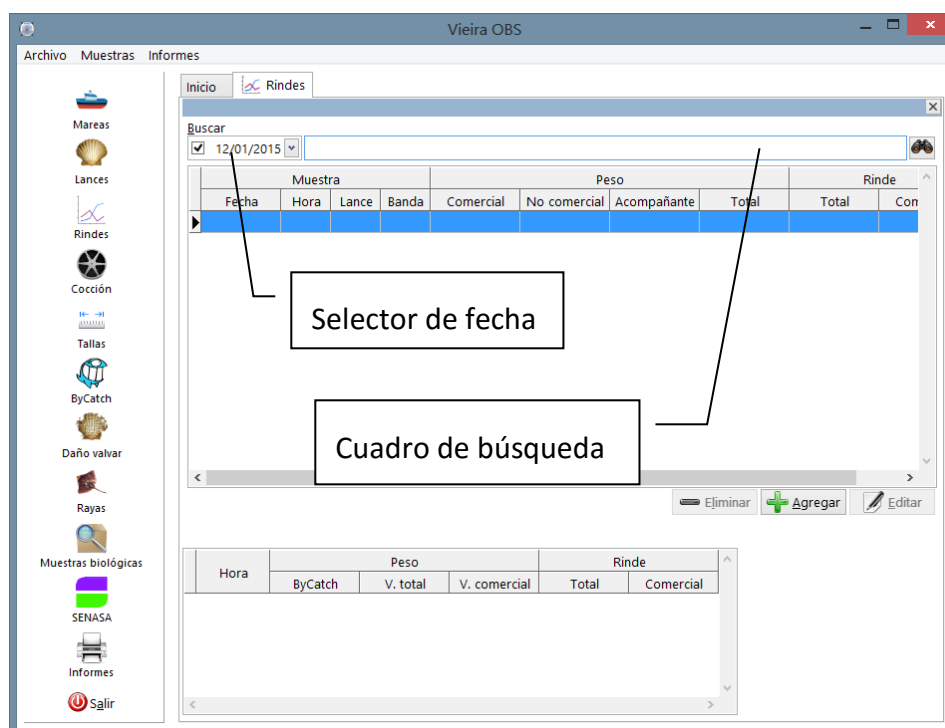 Vieira OBS
Archivo Muestras Informes
Inicio Rindes
Mareas
Lances
Rindes
Cocción
Tallas
ByCatch
Daño valvar
Rayas
Muestras biológicas
SENASA
Informes
Salir
Buscar
12/01/2015
Muestra Peso Rinde
Fecha Hora Lance Banda Comercial No comercial Acompañante Total Total Com
Selector de fecha
Cuadro de búsqueda
Eliminar Agregar Editar
Hora Peso Rinde
ByCatch V. total V. comercial Total Comercial